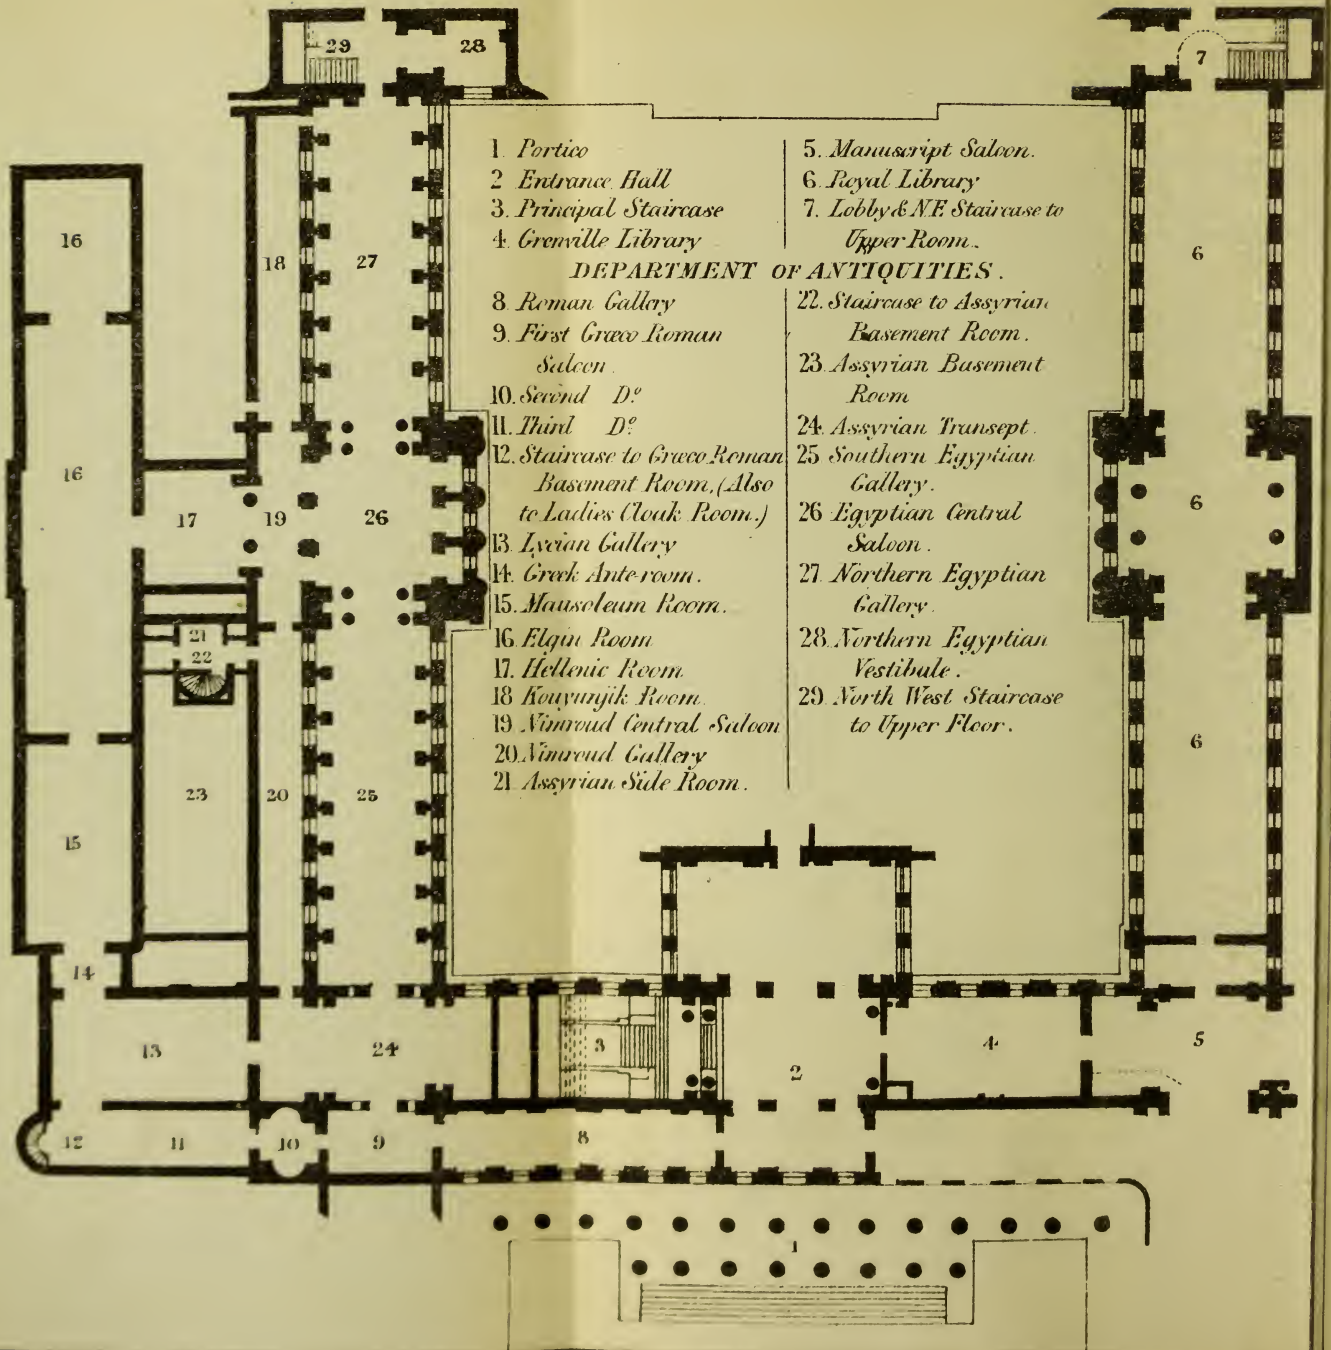 1 Portico
2 Entrance Hall
3. Principal Staircase
4. Grenville Library
5. Manuscript Saloon.
6. Royal Library
7. Lobby & N.E. Staircase to
Upper Room.
DEPARTMENT OF ANTIQUITIES.
8. Roman Gallery
9. First Græco Roman
Saloon.
10. Second Dº
11. Third Dº
12. Staircase to Græco Roman
Basement Room, (Also
to Ladies Cloak Room.)
13. Lycian Gallery
14. Greek Ante-room.
15. Mausoleum Room.
16. Elgin Room
17. Hellenic Room.
18 Kouyunjik Room.
19 Nimroud Central Saloon
20. Nimroud Gallery
21 Assyrian Side Room.
22. Staircase to Assyrian
Basement Room.
23. Assyrian Basement
Room
24. Assyrian Transept.
25 Southern Egyptian
Gallery.
26 Egyptian Central
Saloon.
27. Northern Egyptian
Gallery.
28. Northern Egyptian
Vestibule.
29. North West Staircase
to Upper Floor.
29 28 7
16 18 27 6
16 17 19 26 6
21
22
23 20 25 6
15
14
13 24 3 2 4 5
12 11 10 9 8
1